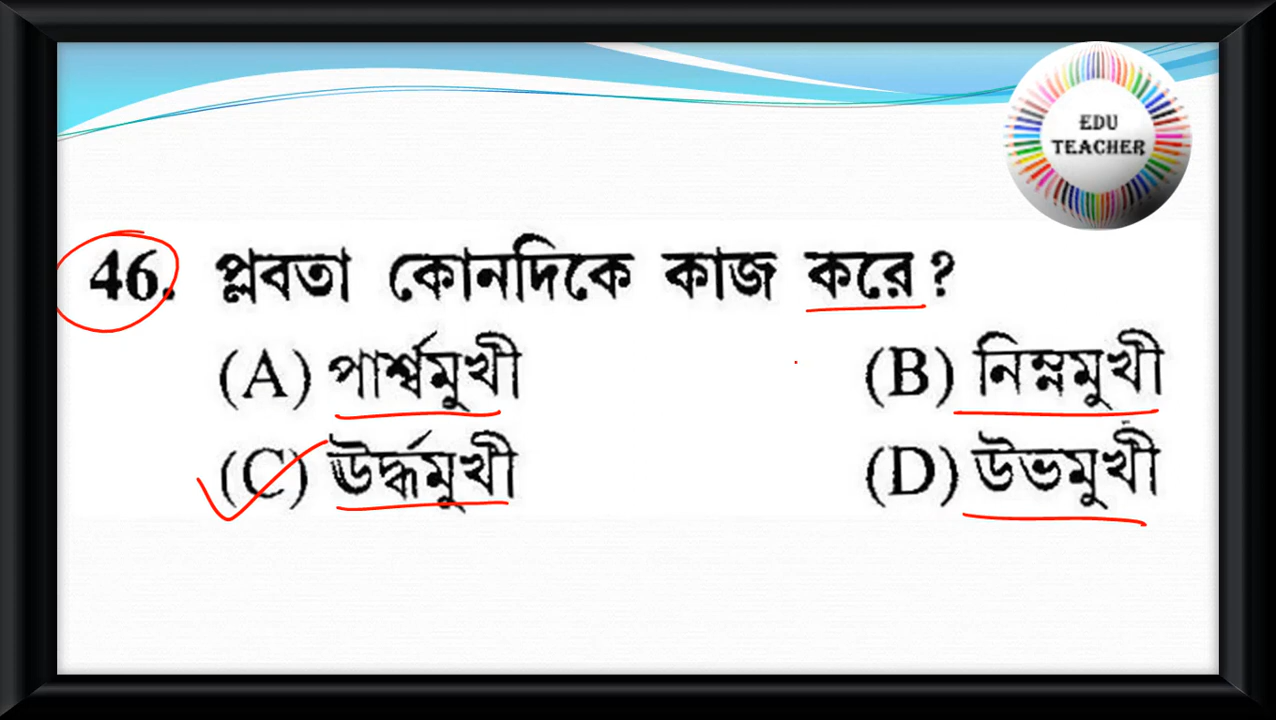 EDU
TEACHER
46. প্লবতা কোনদিকে কাজ করে?
(A) পার্শ্বমুখী (B) নিম্নমুখী
(C) ঊর্দ্ধমুখী (D) উভমুখী